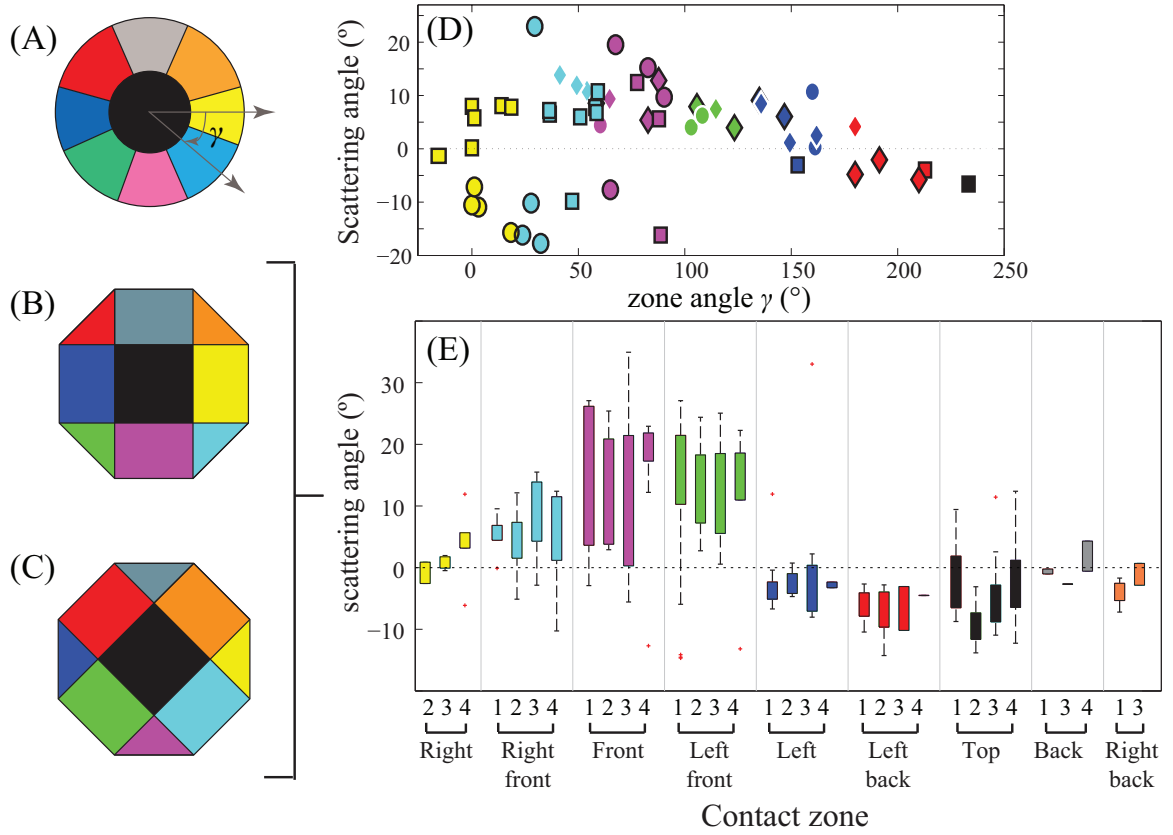 (A)
γ
(B)
(C)
(D)
Scattering angle (º)
20
10
0
−10
−20
0 50 100 150 200 250
zone angle γ (°)
(E)
scattering angle (º)
30
20
10
0
−10
2 3 4 1 2 3 4 1 2 3 4 1 2 3 4 1 2 3 4 1 2 3 4 1 2 3 4 1 3 4 1 3
Right Right front Front Left front Left Left back Top Back Right back
Contact zone